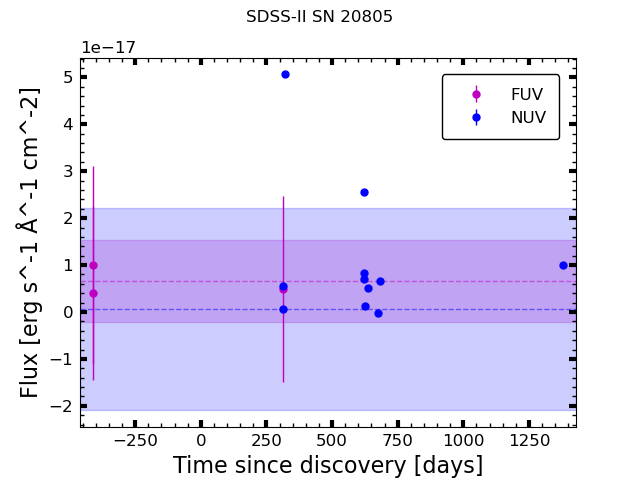 SDSS-II SN 20805
1e−17
FUV
NUV
5
4
3
2
1
0
−1
−2
Flux [erg s^-1 Å^-1 cm^-2]
−250 0 250 500 750 1000 1250
Time since discovery [days]